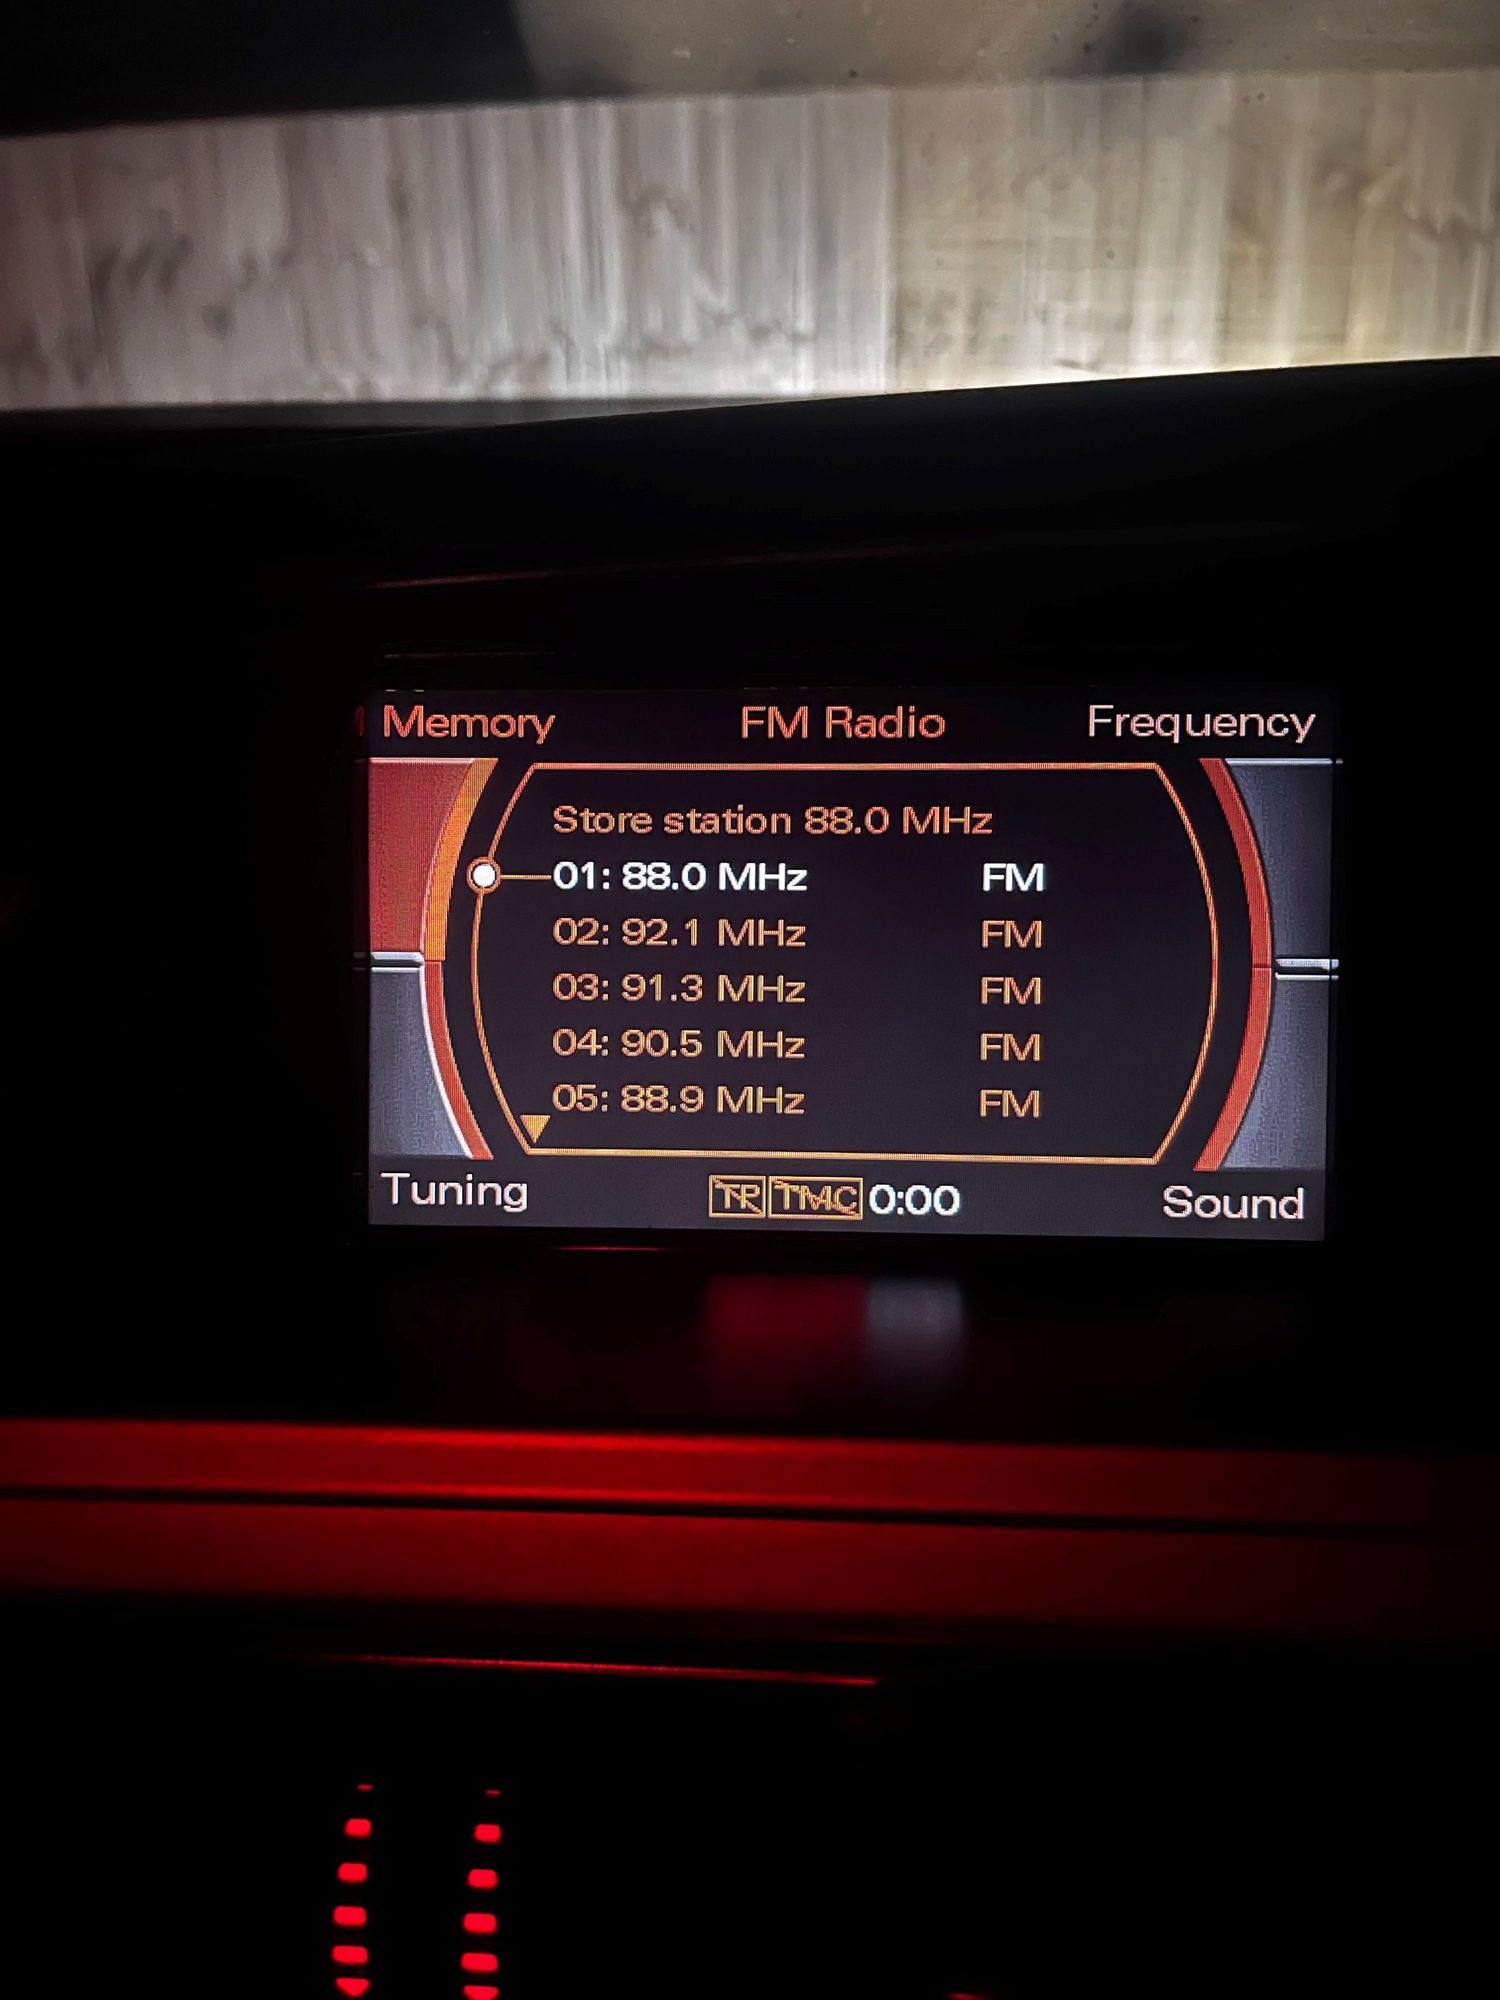 Memory FM Radio Frequency
Store station 88.0 MHz
01: 88.0 MHz FM
02: 92.1 MHz FM
03: 91.3 MHz FM
04: 90.5 MHz FM
05: 88.9 MHz FM
Tuning TP TMC 0:00 Sound